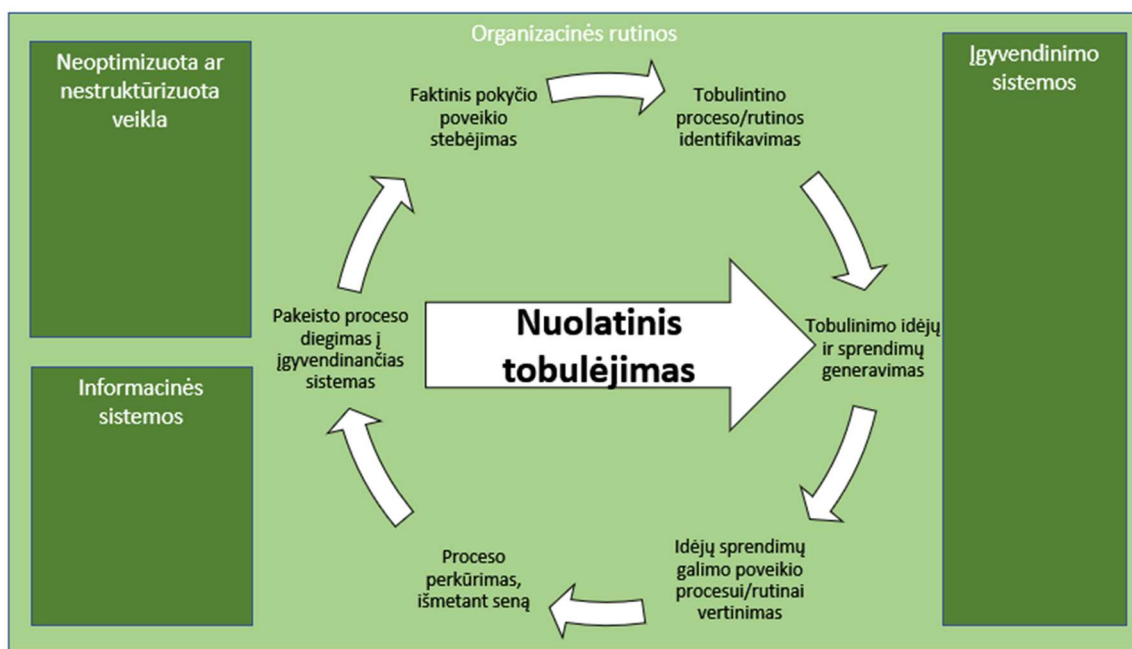 Organizacinės rutinos
Neoptimizuota ar
nestruktūrizuota
veikla
Informacinės
sistemos
Faktinis pokyčio
poveikio
stebėjimas
Tobulintino
proceso/rutinos
identifikavimas
Tobulinimo idėjų
ir sprendimų
generavimas
Idėjų sprendimų
galimo poveikio
procesui/rutinai
vertinimas
Proceso
perkūrimas,
išmetant seną
Pakeisto proceso
diegimas į
įgyvendinančias
sistemas
Nuolatinis
tobulėjimas
Įgyvendinimo
sistemos